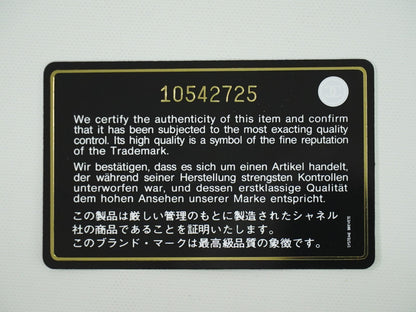 10542725
We certify the authenticity of this item and confirm
that it has been subjected to the most exacting quality
control. Its high quality is a symbol of the fine reputation
of the Trademark.
Wir bestätigen, dass es sich um einen Artikel handelt,
der während seiner Herstellung strengsten Kontrollen
unterworfen war, und dessen erstklassige Qualität
dem hohen Ansehen unserer Marke entspricht.
この製品は厳しい管理のもとに製造されたシャネル
社の商品であることを証明いたします。
このブランド・マークは最高級品質の象徴です。